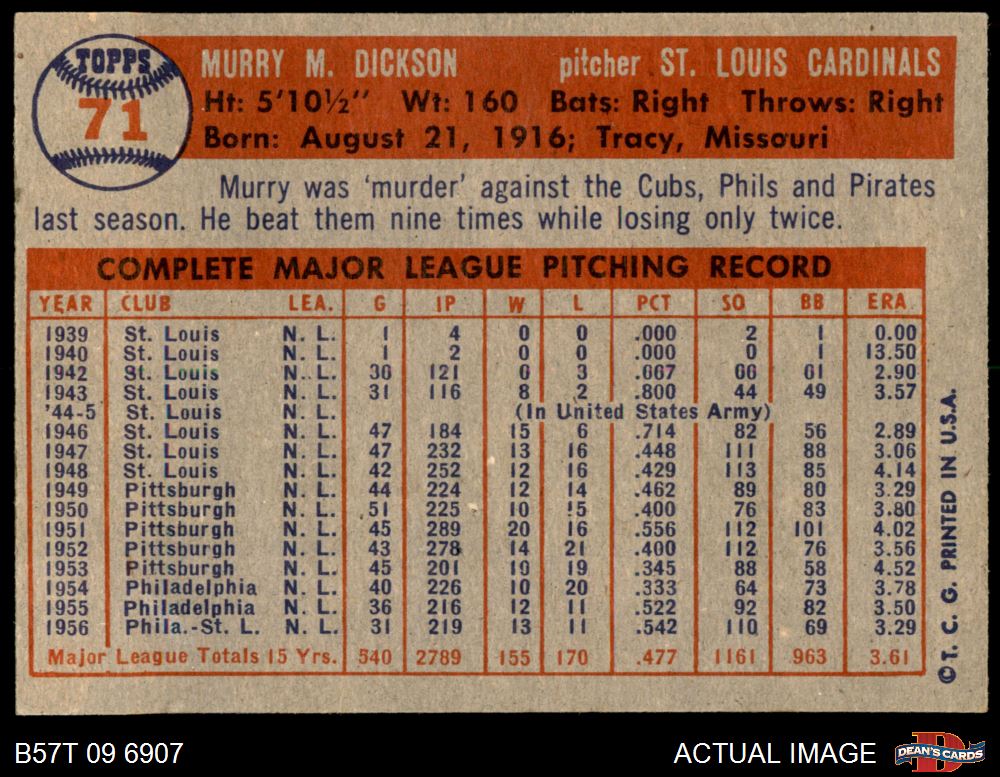 TOPPS
71
MURRY M. DICKSON pitcher ST. LOUIS CARDINALS
Ht: 5'10½" Wt: 160 Bats: Right Throws: Right
Born: August 21, 1916; Tracy, Missouri
Murry was 'murder' against the Cubs, Phils and Pirates
last season. He beat them nine times while losing only twice.
COMPLETE MAJOR LEAGUE PITCHING RECORD
YEAR CLUB LEA. G IP W L PCT SO BB ERA
1939 St. Louis N. L. 1 4 0 0 .000 2 1 0.00
1940 St. Louis N. L. 1 2 0 0 .000 0 1 13.50
1942 St. Louis N. L. 121 3 2.90
1943 St. Louis N. L. 31 116 8 2 .800 44 49 3.57
'44-5 St. Louis N. L. (In United States Army)
1946 St. Louis N. L. 47 184 15 6 .714 82 56 2.89
1947 St. Louis N. L. 47 232 13 16 .448 111 88 3.06
1948 St. Louis N. L. 42 252 12 16 .429 113 85 4.14
1949 Pittsburgh N. L. 44 224 12 14 .462 89 80 3.29
1950 Pittsburgh N. L. 51 225 10 15 .400 76 83 3.80
1951 Pittsburgh N. L. 45 289 20 16 .556 112 101 4.02
1952 Pittsburgh N. L. 43 278 14 21 .400 112 76 3.56
1953 Pittsburgh N. L. 45 201 10 19 .345 88 58 4.52
1954 Philadelphia N. L. 40 226 10 20 .333 64 73 3.78
1955 Philadelphia N. L. 36 216 12 11 .522 92 82 3.50
1956 Phila.-St. L. N. L. 31 219 13 11 .542 110 69 3.29
Major League Totals 15 Yrs. 540 2789 155 170 .477 1161 963 3.61
©T. C. G. PRINTED IN U.S.A.
B57T 09 6907
ACTUAL IMAGE
DEAN'S CARDS